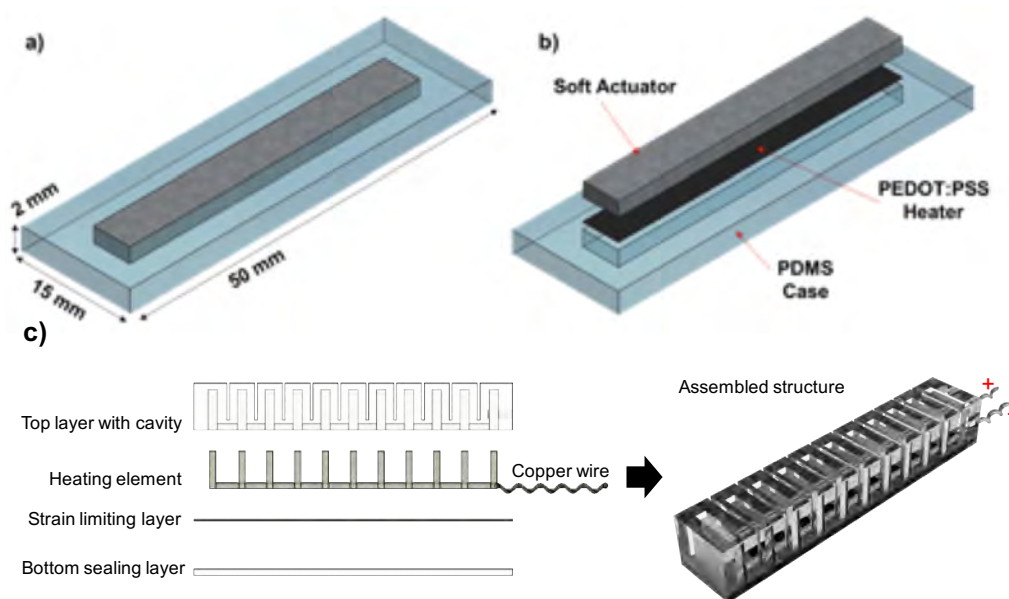 a)
2 mm
15 mm
50 mm
b)
Soft Actuator
PEDOT:PSS
Heater
PDMS
Case
c)
Top layer with cavity
Heating element
Copper wire
Strain limiting layer
Bottom sealing layer
Assembled structure
+